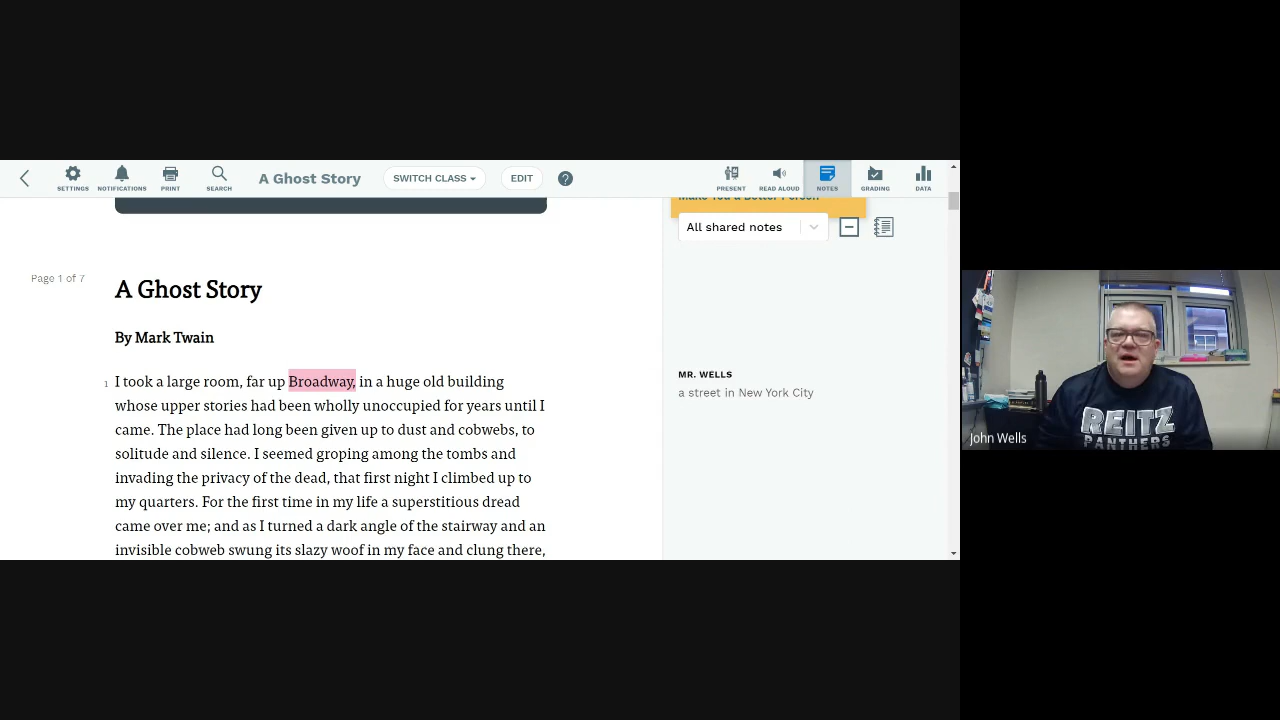 SETTINGS
NOTIFICATIONS
PRINT
SEARCH
A Ghost Story
SWITCH CLASS
EDIT
?
PRESENT
READ ALOUD
NOTES
GRADING
DATA
Make You a Better Person
All shared notes
Page 1 of 7
A Ghost Story
By Mark Twain
1
I took a large room, far up Broadway, in a huge old building
whose upper stories had been wholly unoccupied for years until I
came. The place had long been given up to dust and cobwebs, to
solitude and silence. I seemed groping among the tombs and
invading the privacy of the dead, that first night I climbed up to
my quarters. For the first time in my life a superstitious dread
came over me; and as I turned a dark angle of the stairway and an
invisible cobweb swung its slazy woof in my face and clung there,
MR. WELLS
a street in New York City
REITZ
PANTHERS
John Wells